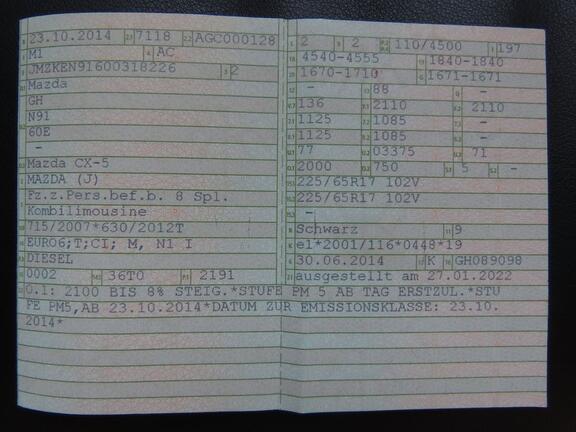 23.10.2014 7118 AGC000128
M1 AC
JMZKEN91600318226 2
Mazda
GH
N91
60E
-
Mazda CX-5
MAZDA (J)
Fz.z.Pers.bef.b. 8 Spl.
Kombilimousine
715/2007*630/2012T
EURO6;T;CI; M, N1 I
DIESEL
0002 36T0 2191
2 2 110/4500 197
4540-4555 1840-1840
1670-1710 1671-1671
- 88 -
136 2110 2110
1125 1085 -
1125 1085 -
77 03375 71
2000 750 5 -
225/65R17 102V
225/65R17 102V
-
Schwarz 9
e1*2001/116*0448*19
30.06.2014 K GH089098
ausgestellt am 27.01.2022
O.1: 2100 BIS 8% STEIG.*STUFE PM 5 AB TAG ERSTZUL.*STU
FE PM5,AB 23.10.2014*DATUM ZUR EMISSIONSKLASSE: 23.10.
2014*